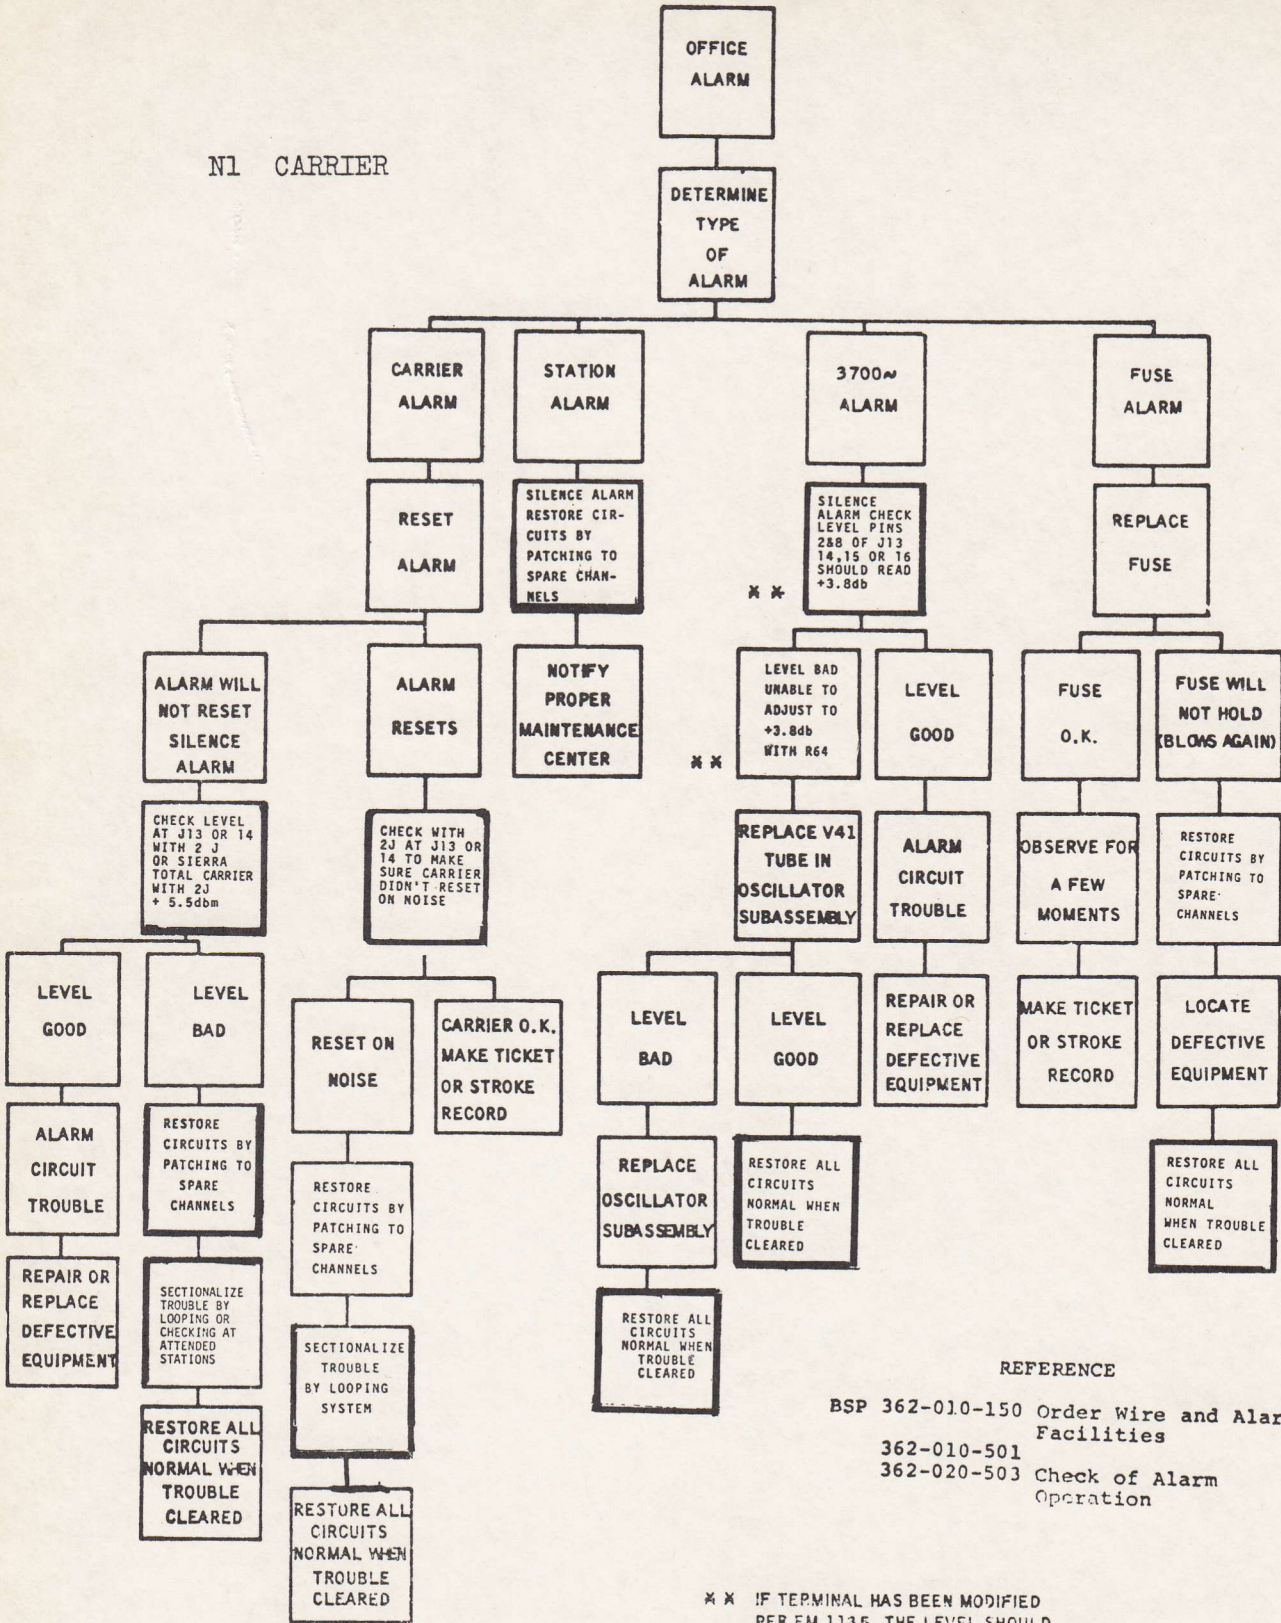 N1 CARRIER
OFFICE
ALARM
DETERMINE
TYPE
OF
ALARM
CARRIER
ALARM
STATION
ALARM
3700~
ALARM
FUSE
ALARM
RESET
ALARM
SILENCE ALARM
RESTORE CIR-
CUITS BY
PATCHING TO
SPARE CHAN-
NELS
SILENCE
ALARM CHECK
LEVEL PINS
2&8 OF J13
14,15 OR 16
SHOULD READ
+3.8db
* *
REPLACE
FUSE
ALARM WILL
NOT RESET
SILENCE
ALARM
ALARM
RESETS
NOTIFY
PROPER
MAINTENANCE
CENTER
LEVEL BAD
UNABLE TO
ADJUST TO
+3.8db
WITH R64
* *
LEVEL
GOOD
FUSE
O.K.
FUSE WILL
NOT HOLD
(BLOWS AGAIN)
CHECK LEVEL
AT J13 OR 14
WITH 2 J
OR SIERRA
TOTAL CARRIER
WITH 2J
+ 5.5dbm
CHECK WITH
2J AT J13 OR
14 TO MAKE
SURE CARRIER
DIDN'T RESET
ON NOISE
REPLACE V41
TUBE IN
OSCILLATOR
SUBASSEMBLY
ALARM
CIRCUIT
TROUBLE
OBSERVE FOR
A FEW
MOMENTS
RESTORE
CIRCUITS BY
PATCHING TO
SPARE
CHANNELS
LEVEL
GOOD
LEVEL
BAD
RESET ON
NOISE
CARRIER O.K.
MAKE TICKET
OR STROKE
RECORD
LEVEL
BAD
LEVEL
GOOD
REPAIR OR
REPLACE
DEFECTIVE
EQUIPMENT
MAKE TICKET
OR STROKE
RECORD
LOCATE
DEFECTIVE
EQUIPMENT
ALARM
CIRCUIT
TROUBLE
RESTORE
CIRCUITS BY
PATCHING TO
SPARE
CHANNELS
RESTORE
CIRCUITS BY
PATCHING TO
SPARE
CHANNELS
REPLACE
OSCILLATOR
SUBASSEMBLY
RESTORE ALL
CIRCUITS
NORMAL WHEN
TROUBLE
CLEARED
RESTORE ALL
CIRCUITS
NORMAL
WHEN TROUBLE
CLEARED
REPAIR OR
REPLACE
DEFECTIVE
EQUIPMENT
SECTIONALIZE
TROUBLE BY
LOOPING OR
CHECKING AT
ATTENDED
STATIONS
SECTIONALIZE
TROUBLE
BY LOOPING
SYSTEM
RESTORE ALL
CIRCUITS
NORMAL WHEN
TROUBLE
CLEARED
RESTORE ALL
CIRCUITS
NORMAL WHEN
TROUBLE
CLEARED
RESTORE ALL
CIRCUITS
NORMAL WHEN
TROUBLE
CLEARED
REFERENCE
BSP 362-010-150 Order Wire and Alar
Facilities
362-010-501
362-020-503 Check of Alarm
Operation
* * IF TERMINAL HAS BEEN MODIFIED
PER EM 1135, THE LEVEL SHOULD